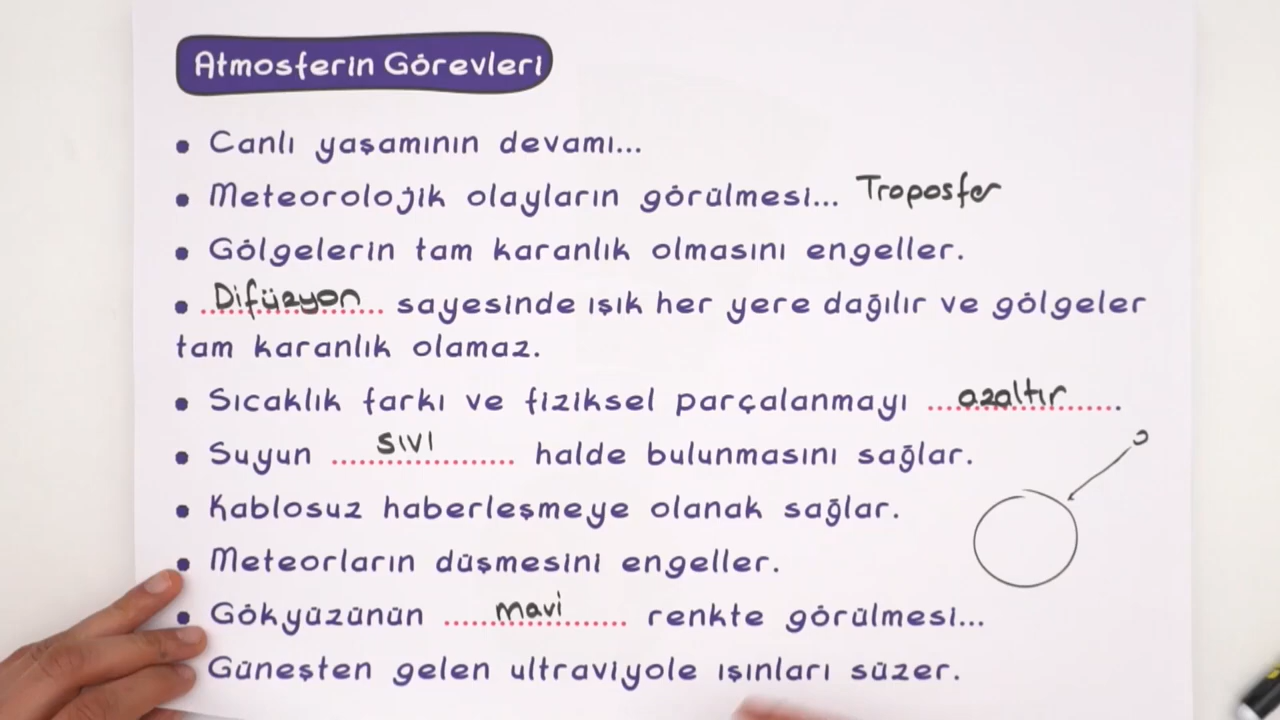 Atmosferin Görevleri
• Canlı yaşamının devamı...
• Meteorolojik olayların görülmesi... Troposfer
• Gölgelerin tam karanlık olmasını engeller.
• Difüzyon sayesinde ışık her yere dağılır ve gölgeler
tam karanlık olamaz.
• Sıcaklık farkı ve fiziksel parçalanmayı azaltır.
• Suyun sıvı halde bulunmasını sağlar.
• Kablosuz haberleşmeye olanak sağlar.
• Meteorların düşmesini engeller.
• Gökyüzünün mavi renkte görülmesi...
Güneşten gelen ultraviyole ışınları süzer.